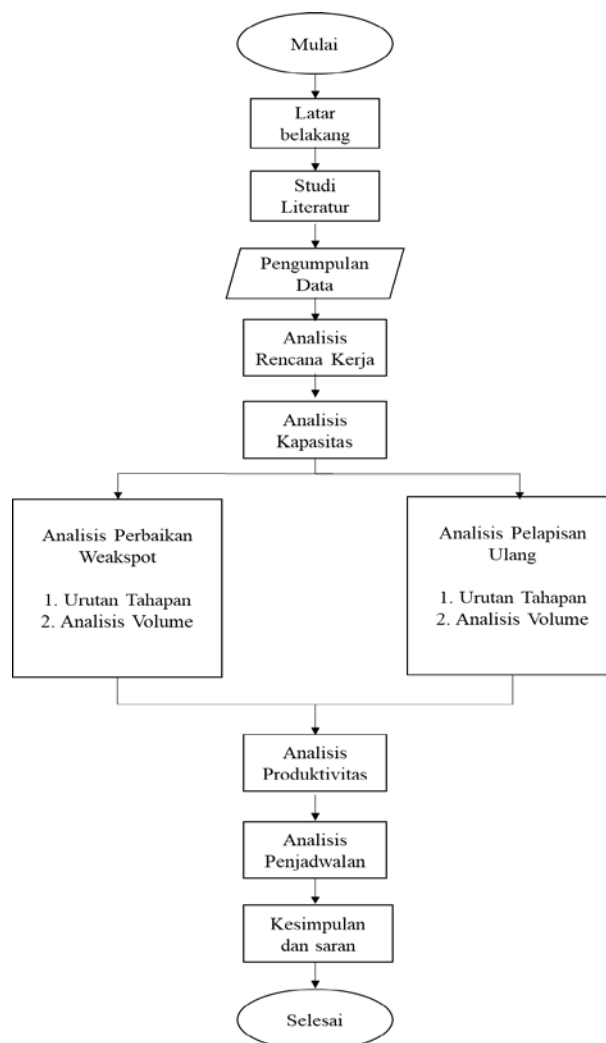 Mulai
Latar
belakang
Studi
Literatur
Pengumpulan
Data
Analisis
Rencana Kerja
Analisis
Kapasitas
Analisis Perbaikan
Weakspot
1. Urutan Tahapan
2. Analisis Volume
Analisis Pelapisan
Ulang
1. Urutan Tahapan
2. Analisis Volume
Analisis
Produktivitas
Analisis
Penjadwalan
Kesimpulan
dan saran
Selesai